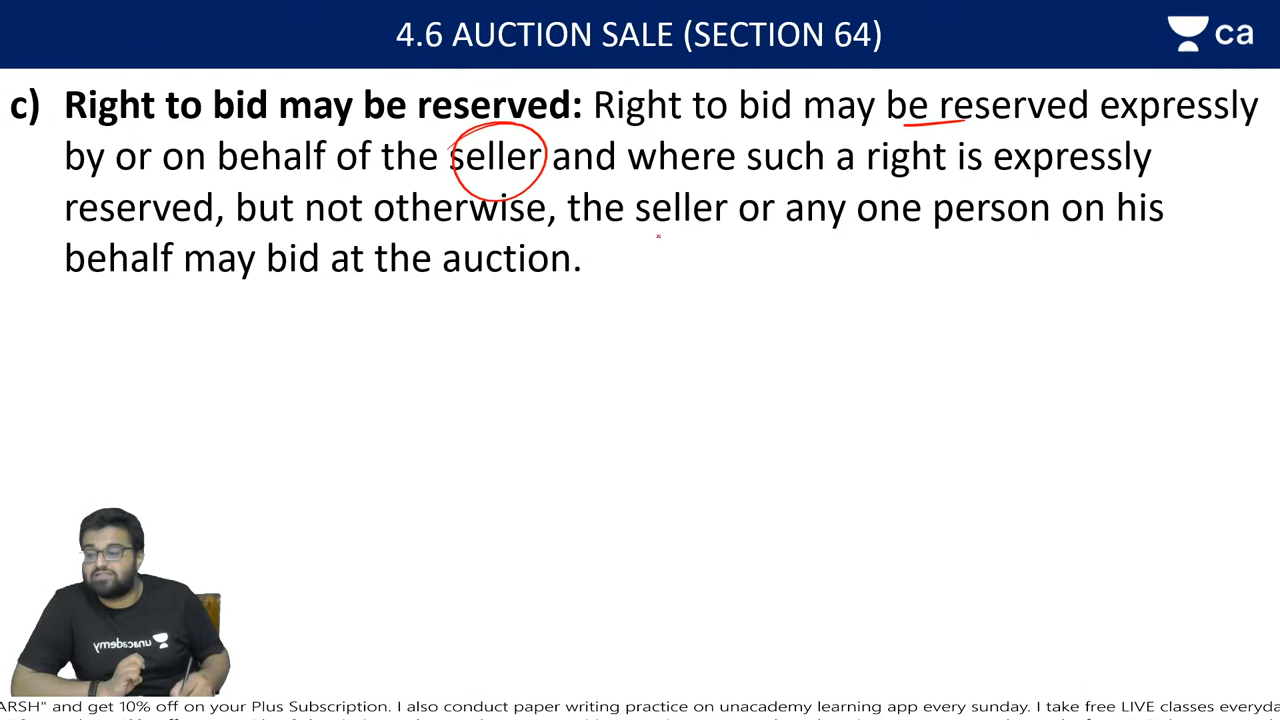 4.6 AUCTION SALE (SECTION 64)
ca
c) Right to bid may be reserved: Right to bid may be reserved expressly
by or on behalf of the seller and where such a right is expressly
reserved, but not otherwise, the seller or any one person on his
behalf may bid at the auction.
unacademy
ARSH" and get 10% off on your Plus Subscription. I also conduct paper writing practice on unacademy learning app every sunday. I take free LIVE classes everyda